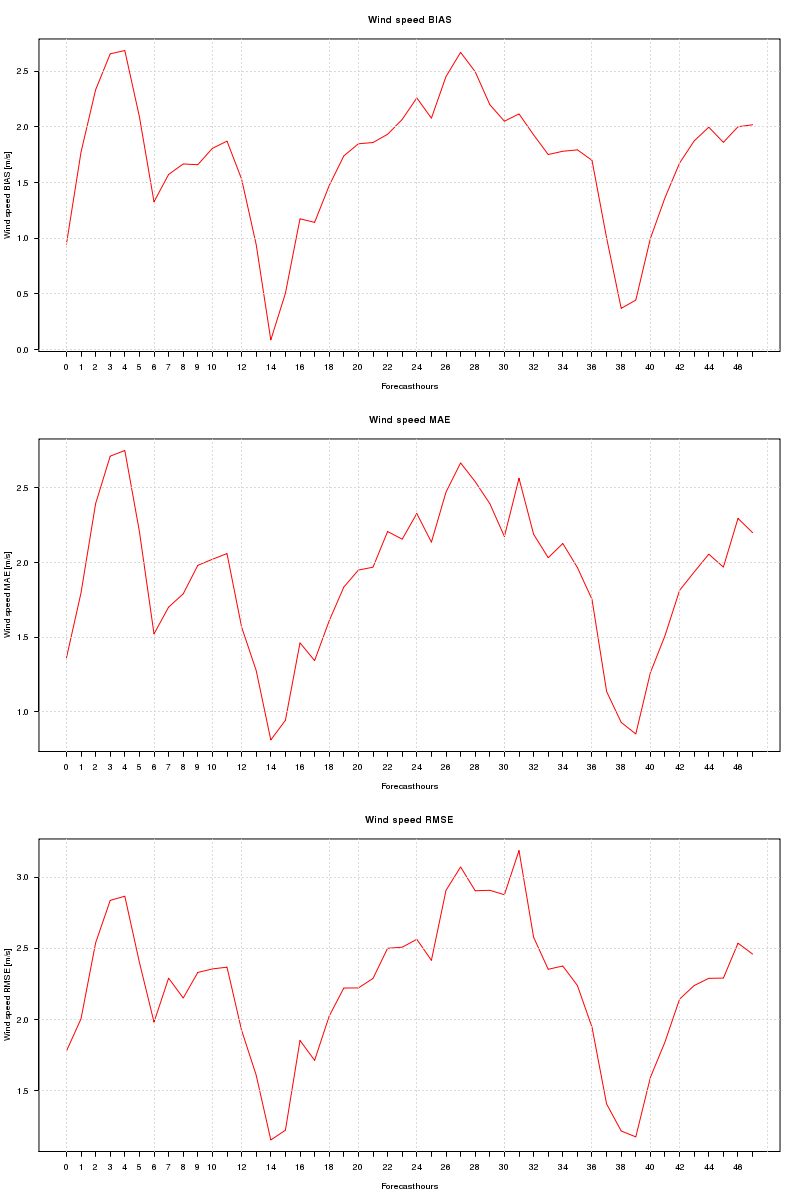 Wind speed BIAS
Wind speed BIAS [m/s]
2.5
2.0
1.5
1.0
0.5
0.0
0 1 2 3 4 5 6 7 8 9 10 12 14 16 18 20 22 24 26 28 30 32 34 36 38 40 42 44 46
Forecasthours
Wind speed MAE
Wind speed MAE [m/s]
2.5
2.0
1.5
1.0
0 1 2 3 4 5 6 7 8 9 10 12 14 16 18 20 22 24 26 28 30 32 34 36 38 40 42 44 46
Forecasthours
Wind speed RMSE
Wind speed RMSE [m/s]
3.0
2.5
2.0
1.5
0 1 2 3 4 5 6 7 8 9 10 12 14 16 18 20 22 24 26 28 30 32 34 36 38 40 42 44 46
Forecasthours